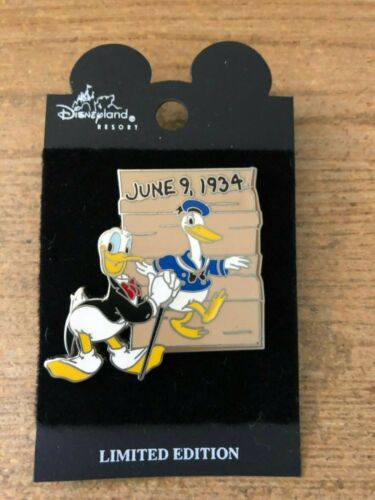 Disneyland®
RESORT
JUNE 9, 1934
LIMITED EDITION